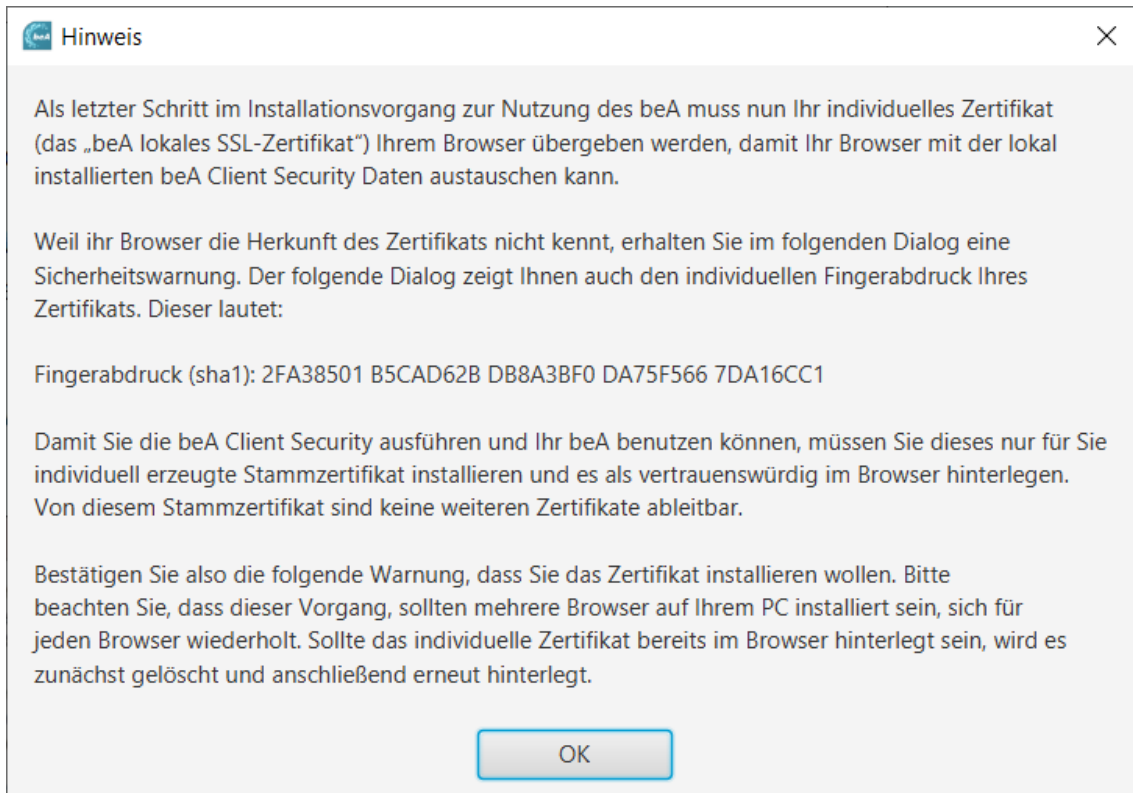 beA Hinweis
Als letzter Schritt im Installationsvorgang zur Nutzung des beA muss nun Ihr individuelles Zertifikat
(das „beA lokales SSL-Zertifikat“) Ihrem Browser übergeben werden, damit Ihr Browser mit der lokal
installierten beA Client Security Daten austauschen kann.
Weil ihr Browser die Herkunft des Zertifikats nicht kennt, erhalten Sie im folgenden Dialog eine
Sicherheitswarnung. Der folgende Dialog zeigt Ihnen auch den individuellen Fingerabdruck Ihres
Zertifikats. Dieser lautet:
Fingerabdruck (sha1): 2FA38501 B5CAD62B DB8A3BF0 DA75F566 7DA16CC1
Damit Sie die beA Client Security ausführen und Ihr beA benutzen können, müssen Sie dieses nur für Sie
individuell erzeugte Stammzertifikat installieren und es als vertrauenswürdig im Browser hinterlegen.
Von diesem Stammzertifikat sind keine weiteren Zertifikate ableitbar.
Bestätigen Sie also die folgende Warnung, dass Sie das Zertifikat installieren wollen. Bitte
beachten Sie, dass dieser Vorgang, sollten mehrere Browser auf Ihrem PC installiert sein, sich für
jeden Browser wiederholt. Sollte das individuelle Zertifikat bereits im Browser hinterlegt sein, wird es
zunächst gelöscht und anschließend erneut hinterlegt.
OK